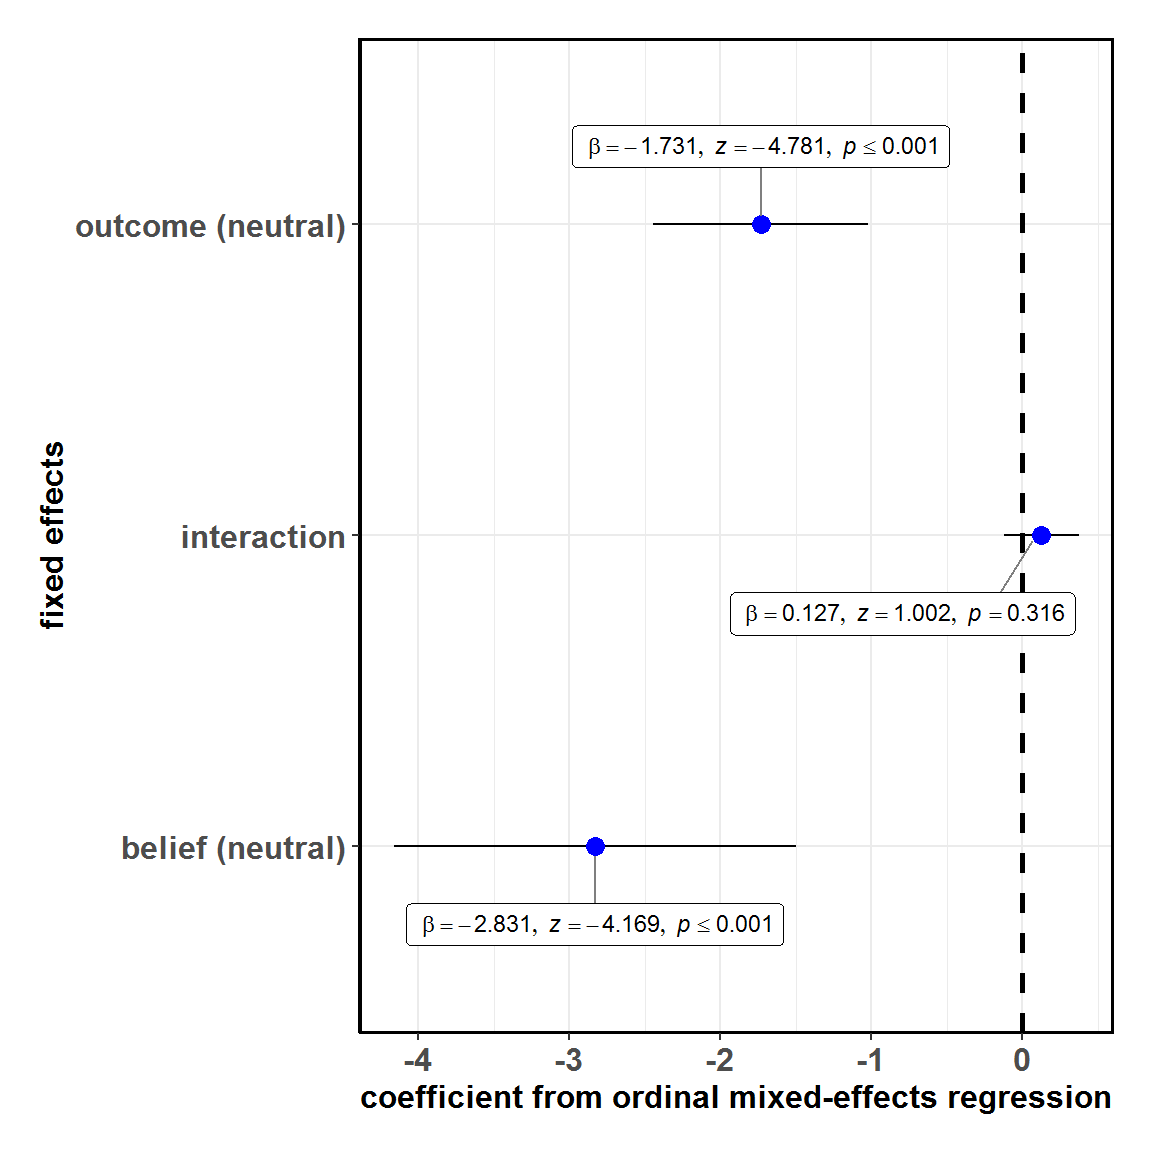 β = −1.731, z = −4.781, p ≤ 0.001
outcome (neutral)
fixed effects
interaction
β = 0.127, z = 1.002, p = 0.316
belief (neutral)
β = −2.831, z = −4.169, p ≤ 0.001
-4 -3 -2 -1 0
coefficient from ordinal mixed-effects regression